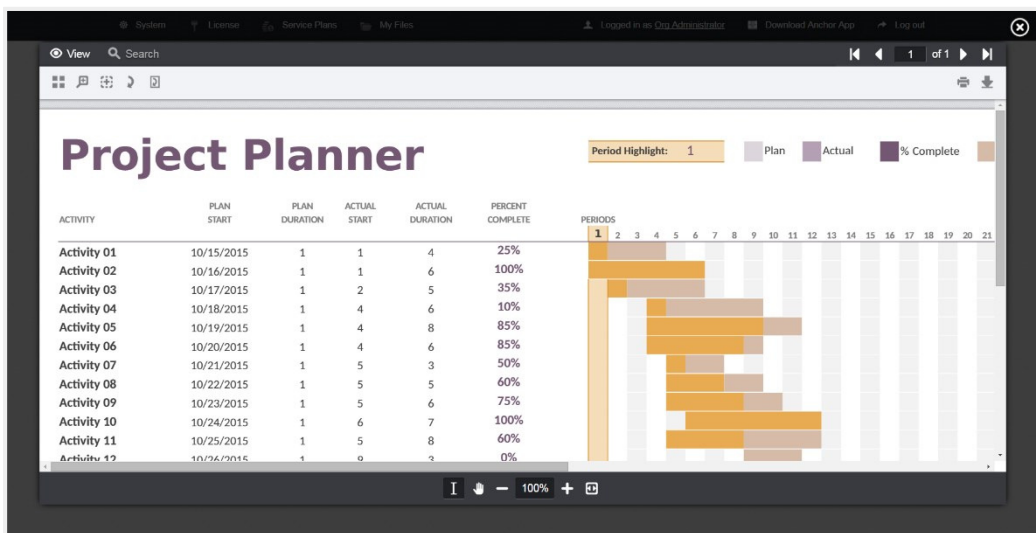 System License Service Plans My Files Logged in as Org Administrator Download Anchor App Log out
View Search 1 of 1
Project Planner
Period Highlight: 1 Plan Actual % Complete
ACTIVITY PLAN START PLAN DURATION ACTUAL START ACTUAL DURATION PERCENT COMPLETE PERIODS
1 2 3 4 5 6 7 8 9 10 11 12 13 14 15 16 17 18 19 20 21
Activity 01 10/15/2015 1 1 4 25%
Activity 02 10/16/2015 1 1 6 100%
Activity 03 10/17/2015 1 2 5 35%
Activity 04 10/18/2015 1 4 6 10%
Activity 05 10/19/2015 1 4 8 85%
Activity 06 10/20/2015 1 4 6 85%
Activity 07 10/21/2015 1 5 3 50%
Activity 08 10/22/2015 1 5 5 60%
Activity 09 10/23/2015 1 5 6 75%
Activity 10 10/24/2015 1 6 7 100%
Activity 11 10/25/2015 1 5 8 60%
Activity 12 10/26/2015 1 9 3 0%
100%